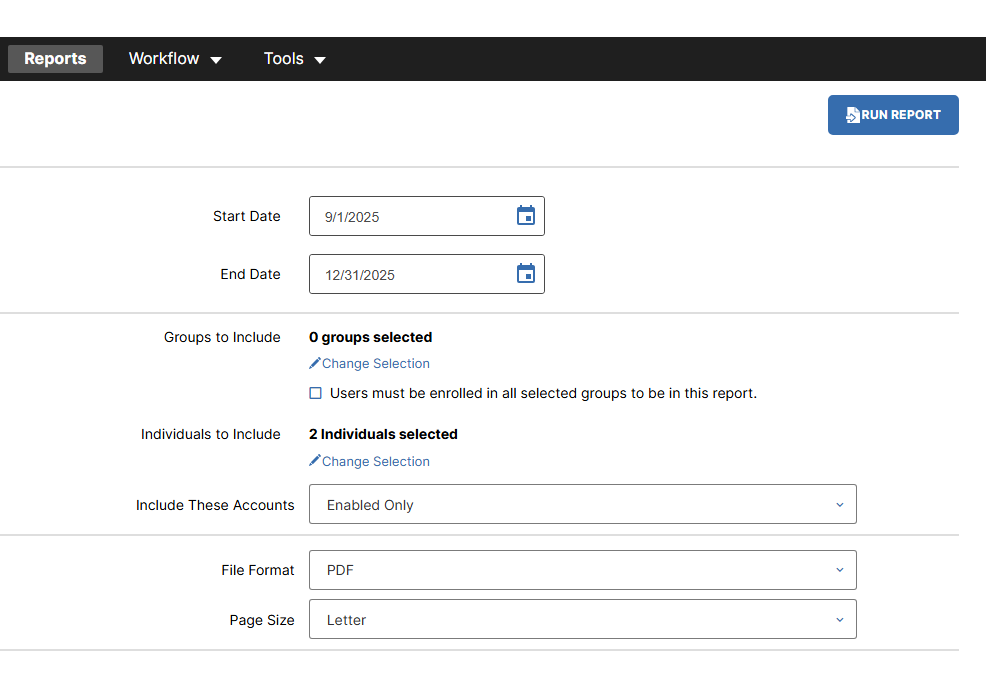 Reports Workflow Tools
RUN REPORT
Start Date 9/1/2025
End Date 12/31/2025
Groups to Include 0 groups selected
Change Selection
Users must be enrolled in all selected groups to be in this report.
Individuals to Include 2 Individuals selected
Change Selection
Include These Accounts Enabled Only
File Format PDF
Page Size Letter